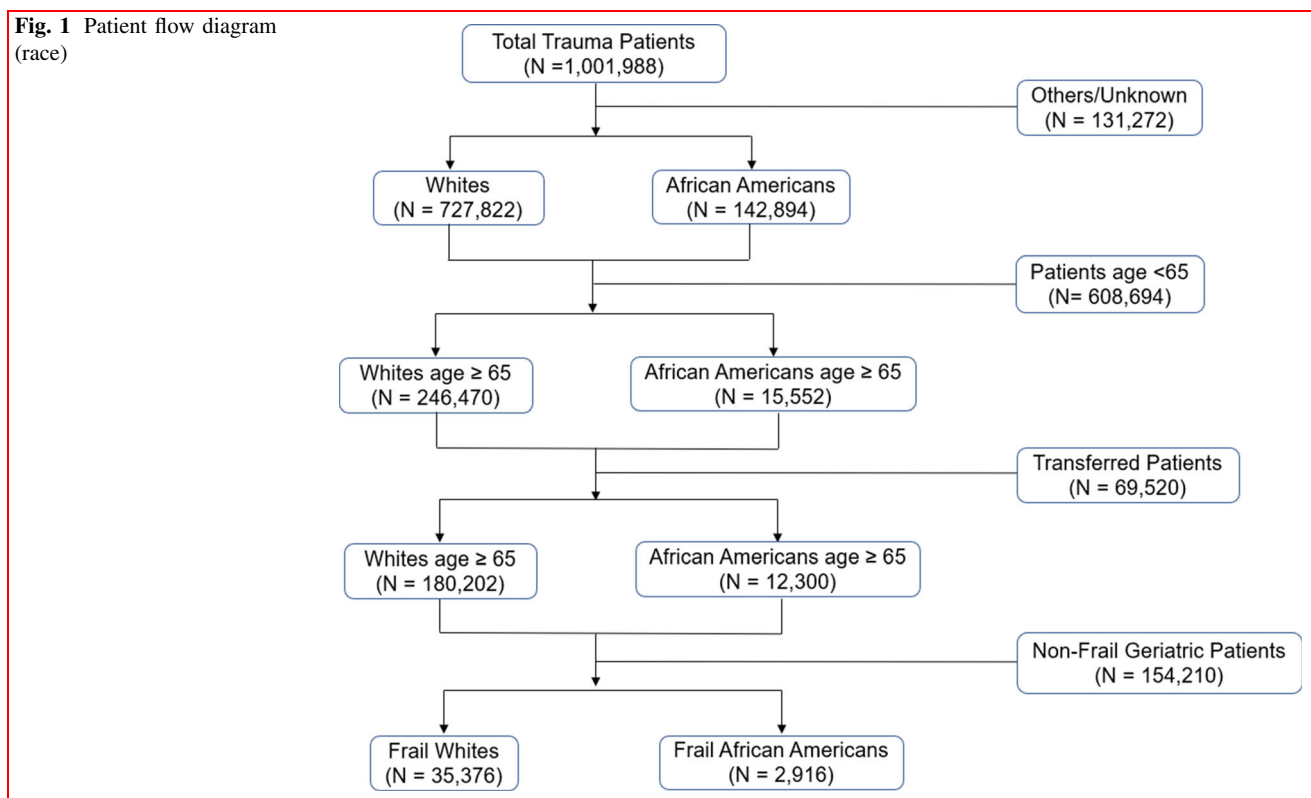 Fig. 1 Patient flow diagram
(race)
Total Trauma Patients
(N =1,001,988)
Others/Unknown
(N = 131,272)
Whites
(N = 727,822)
African Americans
(N = 142,894)
Patients age <65
(N= 608,694)
Whites age ≥ 65
(N = 246,470)
African Americans age ≥ 65
(N = 15,552)
Transferred Patients
(N = 69,520)
Whites age ≥ 65
(N = 180,202)
African Americans age ≥ 65
(N = 12,300)
Non-Frail Geriatric Patients
(N = 154,210)
Frail Whites
(N = 35,376)
Frail African Americans
(N = 2,916)